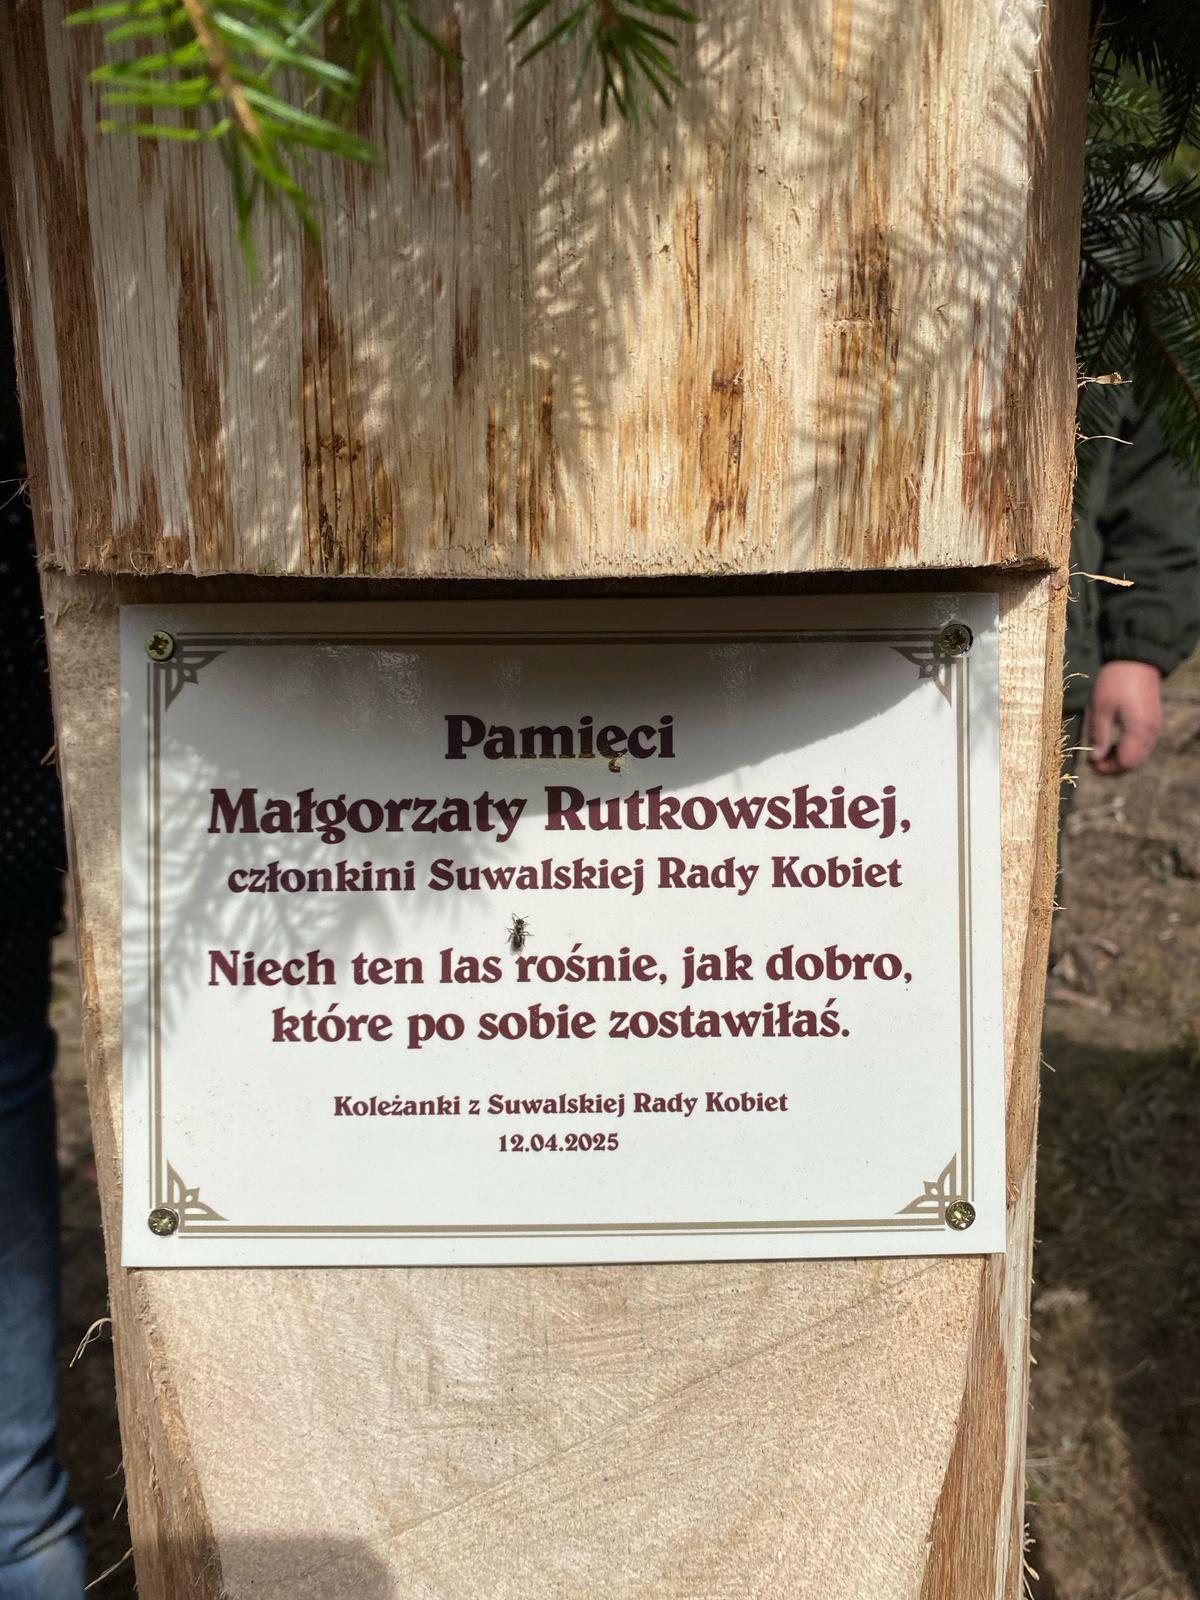 Pamięci
Małgorzaty Rutkowskiej,
członkini Suwalskiej Rady Kobiet
Niech ten las rośnie, jak dobro,
które po sobie zostawiłaś.
Koleżanki z Suwalskiej Rady Kobiet
12.04.2025